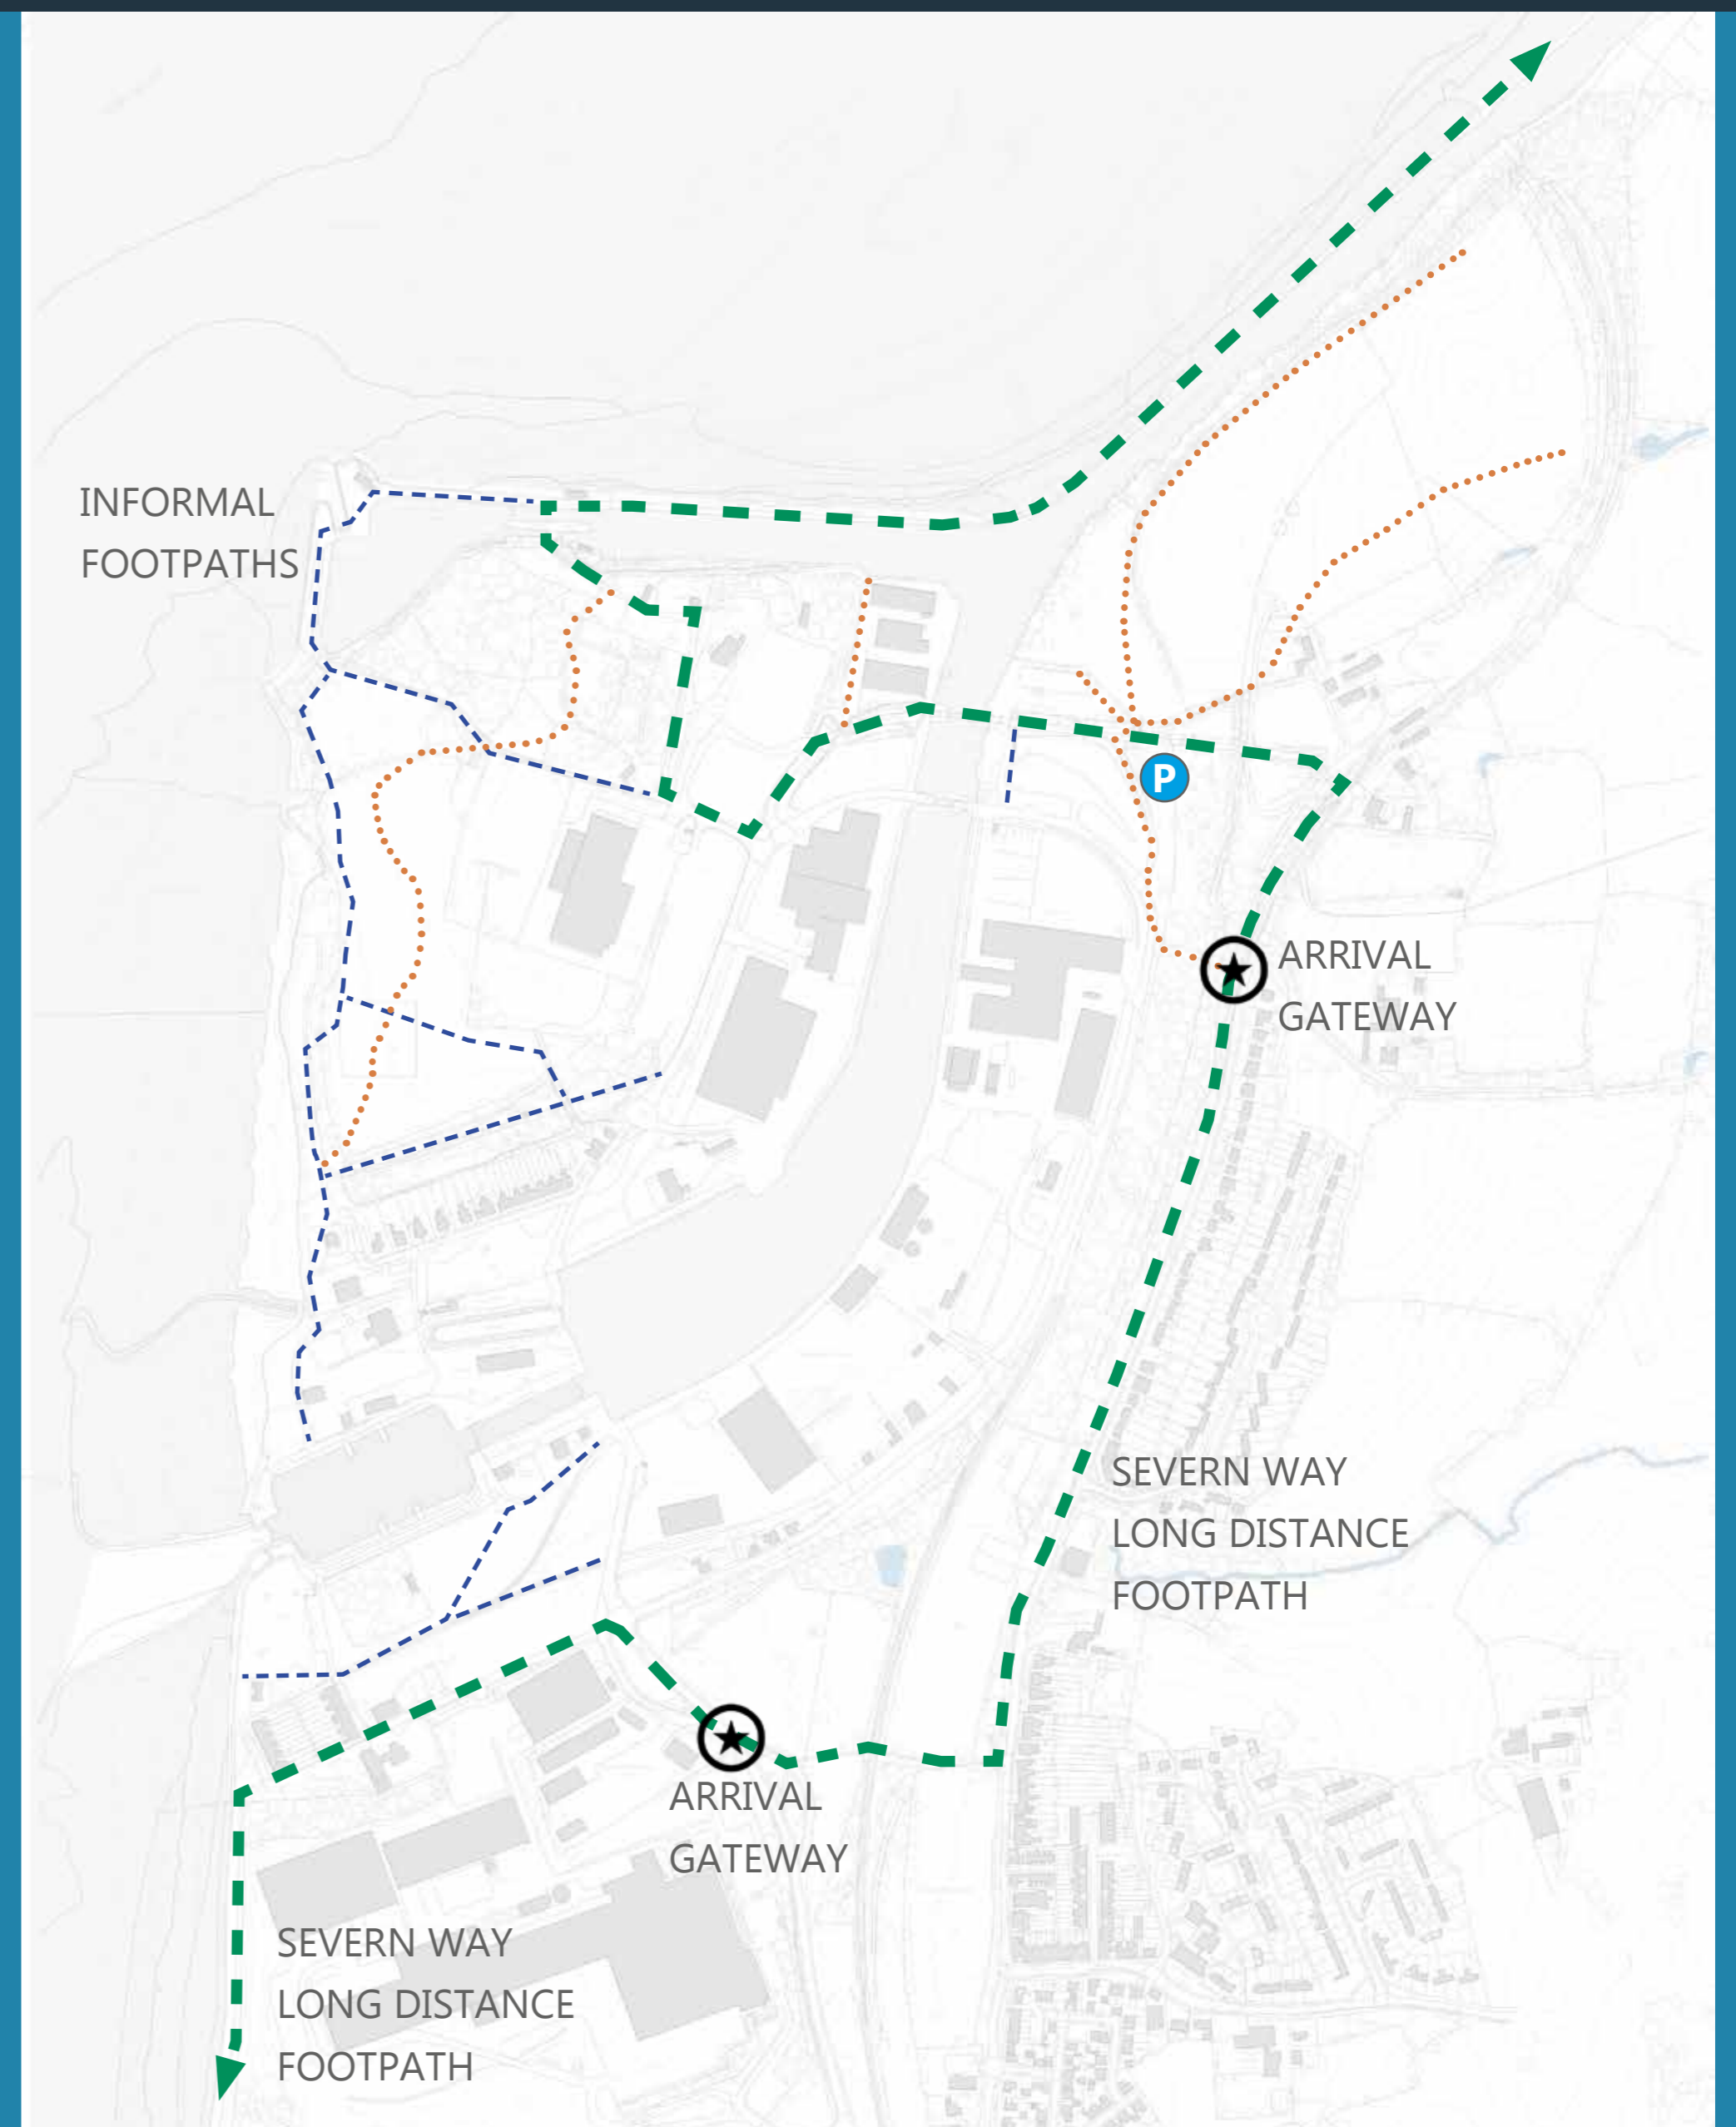 INFORMAL
FOOTPATHS
P
ARRIVAL
GATEWAY
SEVERN WAY
LONG DISTANCE
FOOTPATH
ARRIVAL
GATEWAY
SEVERN WAY
LONG DISTANCE
FOOTPATH